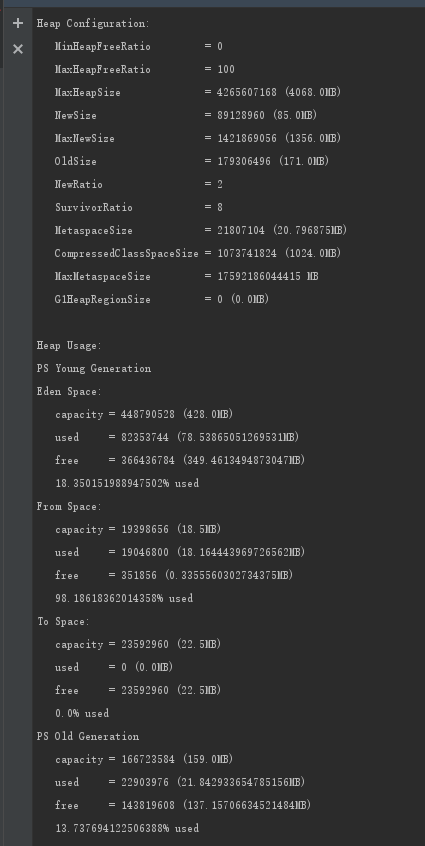 Heap Configuration:
MinHeapFreeRatio = 0
MaxHeapFreeRatio = 100
MaxHeapSize = 4265607168 (4068.0MB)
NewSize = 89128960 (85.0MB)
MaxNewSize = 1421869056 (1356.0MB)
OldSize = 179306496 (171.0MB)
NewRatio = 2
SurvivorRatio = 8
MetaspaceSize = 21807104 (20.796875MB)
CompressedClassSpaceSize = 1073741824 (1024.0MB)
MaxMetaspaceSize = 17592186044415 MB
G1HeapRegionSize = 0 (0.0MB)
Heap Usage:
PS Young Generation
Eden Space:
capacity = 448790528 (428.0MB)
used = 82353744 (78.53865051269531MB)
free = 366436784 (349.4613494873047MB)
18.350151988947502% used
From Space:
capacity = 19398656 (18.5MB)
used = 19046800 (18.164443969726562MB)
free = 351856 (0.3355560302734375MB)
98.18618362014358% used
To Space:
capacity = 23592960 (22.5MB)
used = 0 (0.0MB)
free = 23592960 (22.5MB)
0.0% used
PS Old Generation
capacity = 166723584 (159.0MB)
used = 22903976 (21.842933654785156MB)
free = 143819608 (137.15706634521484MB)
13.737694122506388% used